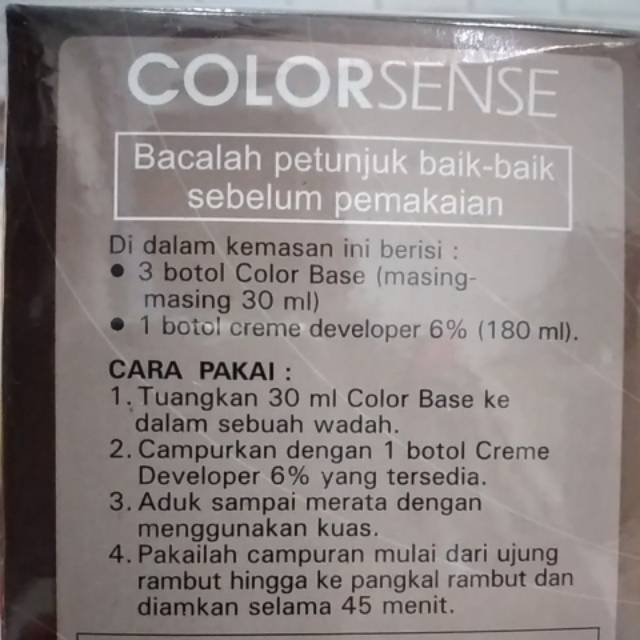 COLORSENSE
Bacalah petunjuk baik-baik
sebelum pemakaian
Di dalam kemasan ini berisi :
• 3 botol Color Base (masing-
masing 30 ml)
• 1 botol creme developer 6% (180 ml).
CARA PAKAI :
1. Tuangkan 30 ml Color Base ke
dalam sebuah wadah.
2. Campurkan dengan 1 botol Creme
Developer 6% yang tersedia.
3. Aduk sampai merata dengan
menggunakan kuas.
4. Pakailah campuran mulai dari ujung
rambut hingga ke pangkal rambut dan
diamkan selama 45 menit.